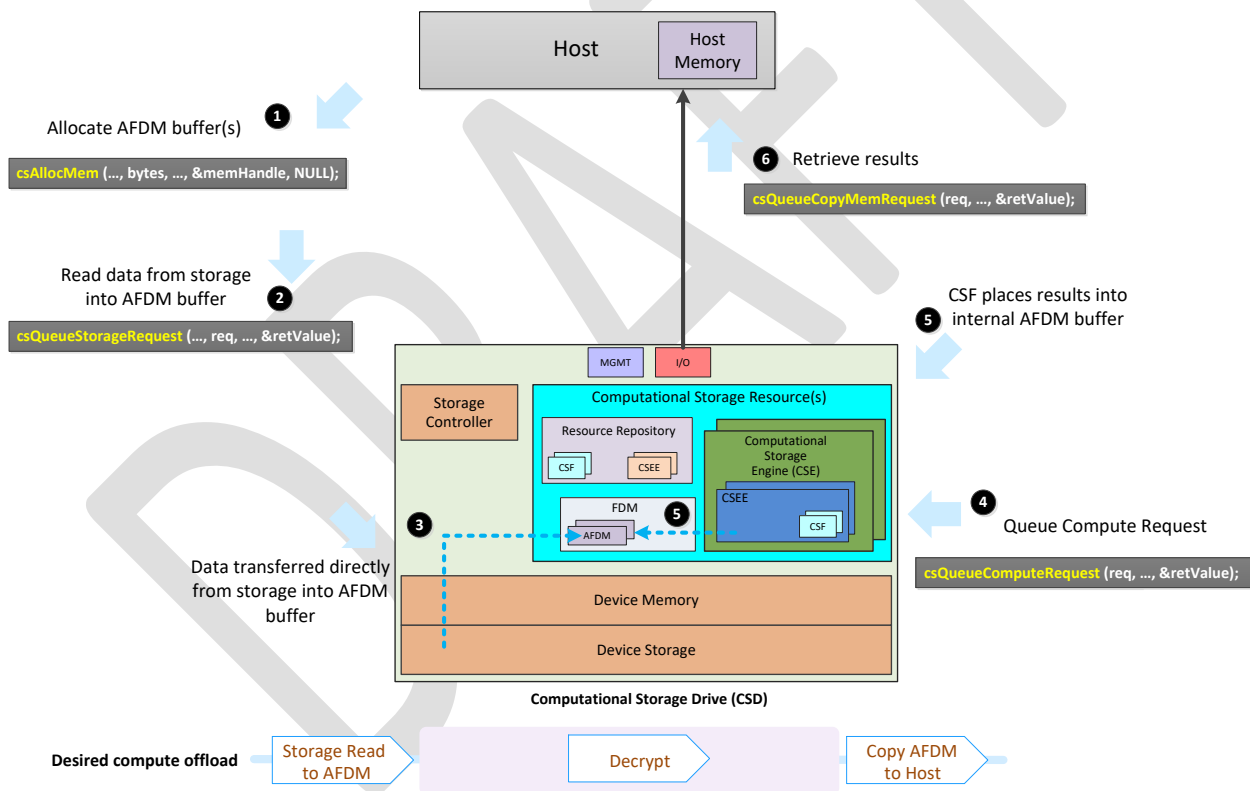 DRAFT
Host
Host
Memory
1
Allocate AFDM buffer(s)
csAllocMem (…, bytes, …, &memHandle, NULL);
6
Retrieve results
csQueueCopyMemRequest (req, …, &retValue);
Read data from storage
into AFDM buffer
2
csQueueStorageRequest (…, req, …, &retValue);
CSF places results into
internal AFDM buffer
5
MGMT
I/O
Storage
Controller
Computational Storage Resource(s)
Resource Repository
CSF
CSEE
Computational
Storage
Engine (CSE)
CSEE
CSF
FDM
AFDM
5
3
Data transferred directly
from storage into AFDM
buffer
4
Queue Compute Request
csQueueComputeRequest (req, …, &retValue);
Device Memory
Device Storage
Computational Storage Drive (CSD)
Desired compute offload
Storage Read
to AFDM
Decrypt
Copy AFDM
to Host